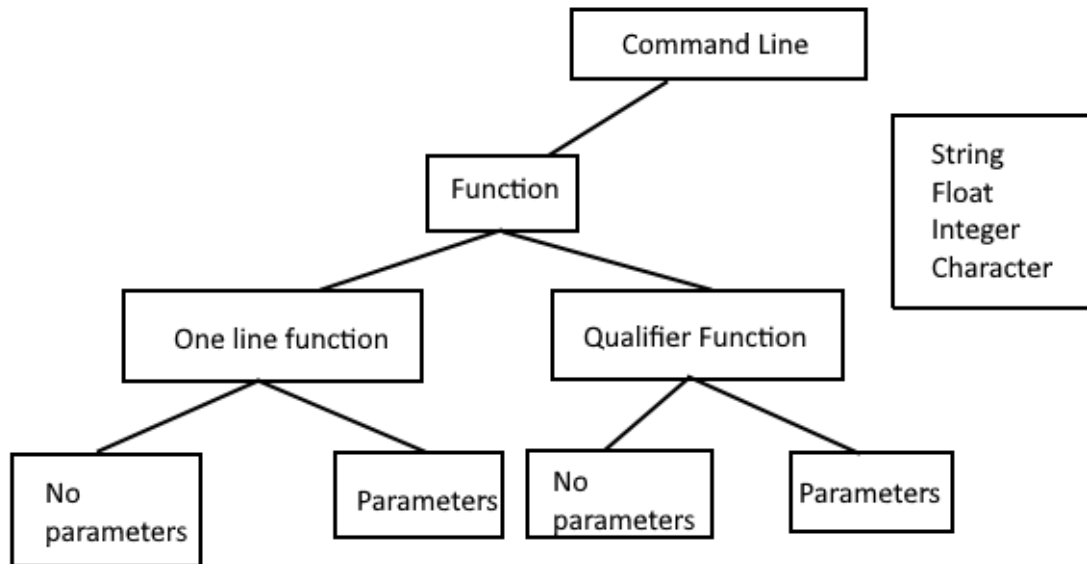 Command Line
Function
String
Float
Integer
Character
One line function
Qualifier Function
No
parameters
Parameters
No
parameters
Parameters